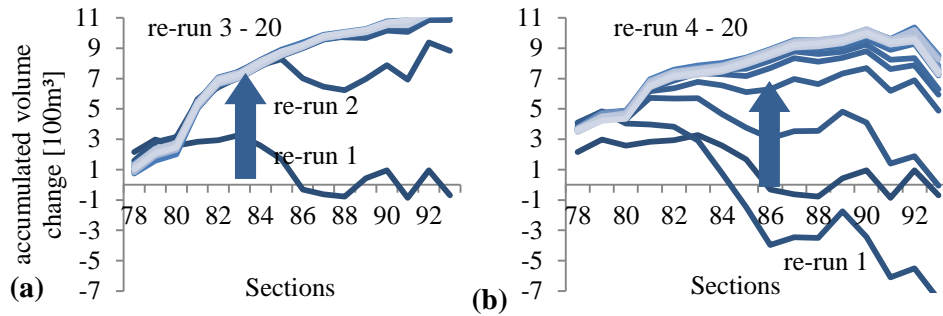 accumulated volume
change [100m³]
11
9
7
5
3
1
-1
-3
-5
-7
re-run 3 - 20
re-run 2
re-run 1
78 80 82 84 86 88 90 92
Sections
(a)
11
9
7
5
3
1
-1
-3
-5
-7
re-run 4 - 20
78 80 82 84 86 88 90 92
re-run 1
Sections
(b)